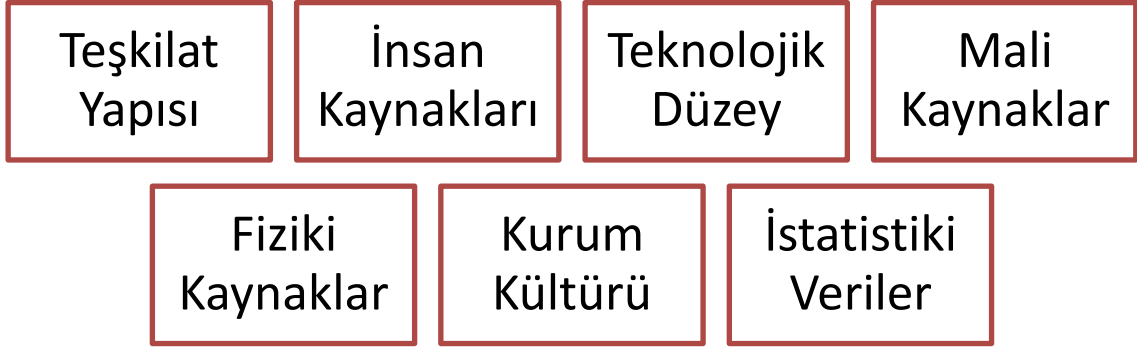 Teşkilat
Yapısı
İnsan
Kaynakları
Teknolojik
Düzey
Mali
Kaynaklar
Fiziki
Kaynaklar
Kurum
Kültürü
İstatistiki
Veriler